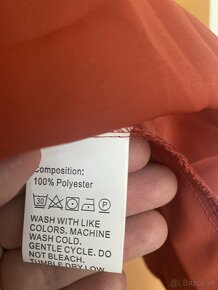 Composition:
100% Polyester
30
P
WASH WITH LIKE
COLORS. MACHINE
WASH COLD.
GENTLE CYCLE. DO
NOT BLEACH.
TUMBLE DRY LOW
Bazos.sk